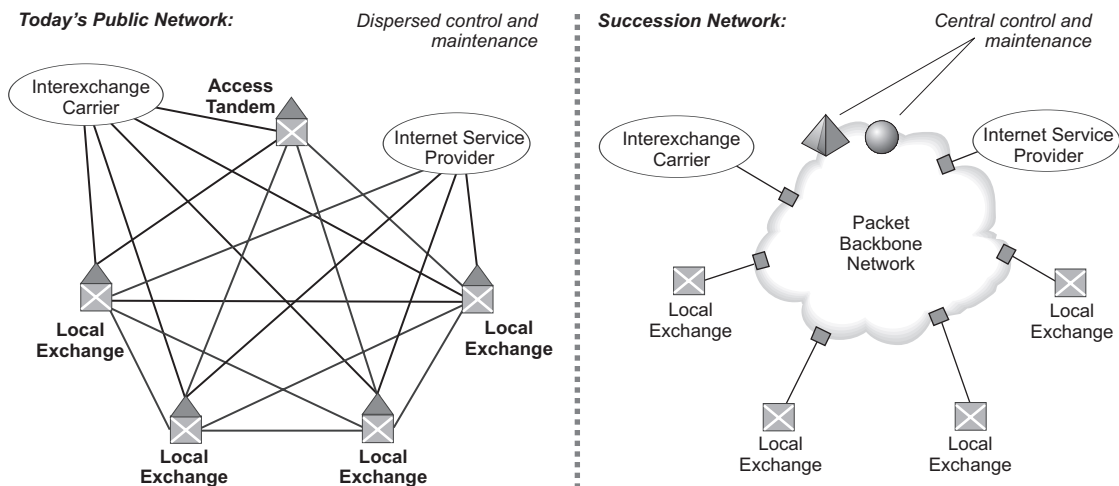 Today's Public Network:
Dispersed control and
maintenance
Interexchange
Carrier
Access
Tandem
Internet Service
Provider
Local
Exchange
Local
Exchange
Local
Exchange
Local
Exchange
Succession Network:
Central control and
maintenance
Interexchange
Carrier
Internet Service
Provider
Packet
Backbone
Network
Local
Exchange
Local
Exchange
Local
Exchange
Local
Exchange